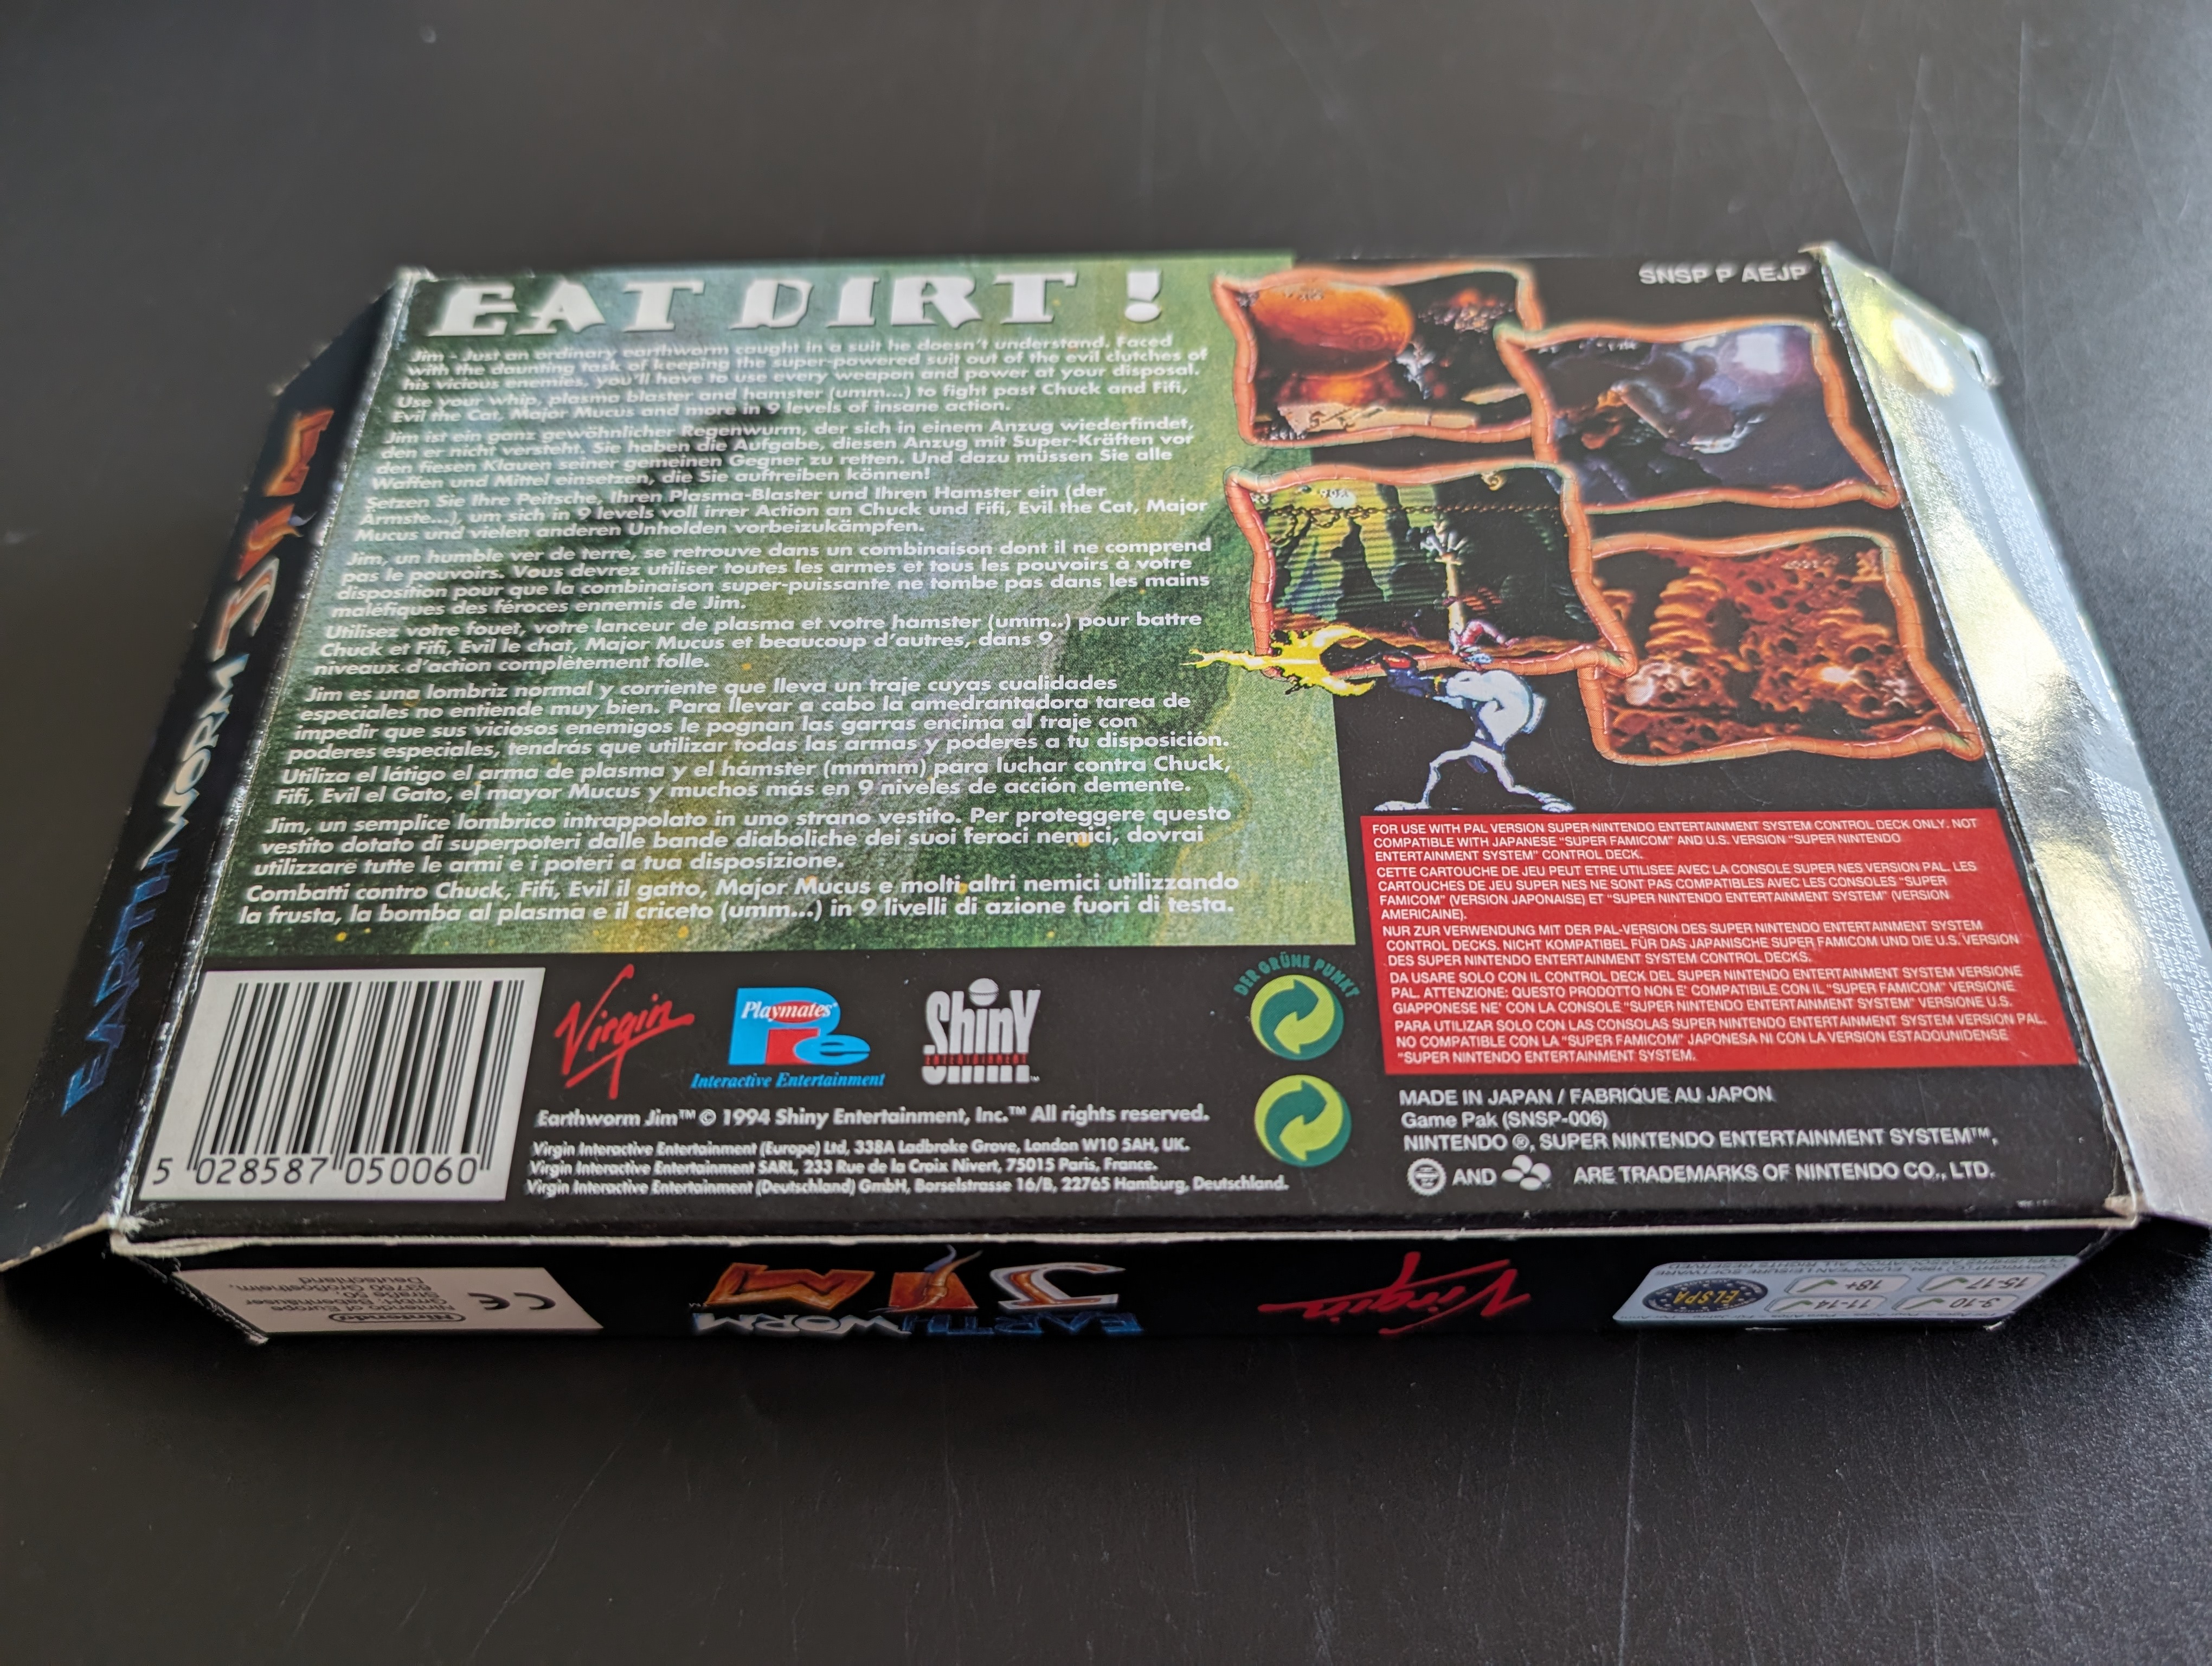 EAT DIRT !
Jim - Just an ordinary earthworm caught in a suit he doesn't understand. Faced
with the daunting task of keeping the super-powered suit out of the evil clutches of
his vicious enemies, you'll have to use every weapon and power at your disposal.
Use your whip, plasma blaster and hamster (umm...) to fight past Chuck and Fifi,
Evil the Cat, Major Mucus and more in 9 levels of insane action.
Jim ist ein ganz gewöhnlicher Regenwurm, der sich in einem Anzug wiederfindet,
den er nicht versteht. Sie haben die Aufgabe, diesen Anzug mit Super-Kräften vor
den fiesen Klauen seiner gemeinen Gegner zu retten. Und dazu müssen Sie alle
Waffen und Mittel einsetzen, die Sie auftreiben können!
Setzen Sie Ihre Peitsche, Ihren Plasma-Blaster und Ihren Hamster ein (der
Ärmste...), um sich in 9 levels voll irrer Action an Chuck und Fifi, Evil the Cat, Major
Mucus und vielen anderen Unholden vorbeizukämpfen.
Jim, un humble ver de terre, se retrouve dans un combinaison dont il ne comprend
pas le pouvoirs. Vous devrez utiliser toutes les armes et tous les pouvoirs à votre
disposition pour que la combinaison super-puissante ne tombe pas dans les mains
maléfiques des féroces ennemis de Jim.
Utilisez votre fouet, votre lanceur de plasma et votre hamster (umm..) pour battre
Chuck et Fifi, Evil le chat, Major Mucus et beaucoup d'autres, dans 9
niveaux d'action complètement folle.
Jim es una lombriz normal y corriente que lleva un traje cuyas cualidades
especiales no entiende muy bien. Para llevar a cabo la amedrantadora tarea de
impedir que sus viciosos enemigos le pognan las garras encima al traje con
poderes especiales, tendrás que utilizar todas las armas y poderes a tu disposición.
Utiliza el látigo el arma de plasma y el hámster (mmmm) para luchar contra Chuck,
Fifi, Evil el Gato, el mayor Mucus y muchos más en 9 niveles de acción demente.
Jim, un semplice lombrico intrappolato in uno strano vestito. Per proteggere questo
vestito dotato di superpoteri dalle bande diaboliche dei suoi feroci nemici, dovrai
utilizzare tutte le armi e i poteri a tua disposizione.
Combatti contro Chuck, Fifi, Evil il gatto, Major Mucus e molti altri nemici utilizzando
la frusta, la bomba al plasma e il criceto (umm...) in 9 livelli di azione fuori di testa.
SNSP P AEJP
FOR USE WITH PAL VERSION SUPER NINTENDO ENTERTAINMENT SYSTEM CONTROL DECK ONLY. NOT
COMPATIBLE WITH JAPANESE "SUPER FAMICOM" AND U.S. VERSION "SUPER NINTENDO
ENTERTAINMENT SYSTEM" CONTROL DECK.
CETTE CARTOUCHE DE JEU PEUT ETRE UTILISEE AVEC LA CONSOLE SUPER NES VERSION PAL. LES
CARTOUCHES DE JEU SUPER NES NE SONT PAS COMPATIBLES AVEC LES CONSOLES "SUPER
FAMICOM" (VERSION JAPONAISE) ET "SUPER NINTENDO ENTERTAINMENT SYSTEM" (VERSION
AMERICAINE).
NUR ZUR VERWENDUNG MIT DER PAL-VERSION DES SUPER NINTENDO ENTERTAINMENT SYSTEM
CONTROL DECKS. NICHT KOMPATIBEL FÜR DAS JAPANISCHE SUPER FAMICOM UND DIE U.S. VERSION
DES SUPER NINTENDO ENTERTAINMENT SYSTEM CONTROL DECKS.
DA USARE SOLO CON IL CONTROL DECK DEL SUPER NINTENDO ENTERTAINMENT SYSTEM VERSIONE
PAL. ATTENZIONE: QUESTO PRODOTTO NON E' COMPATIBILE CON IL "SUPER FAMICOM" VERSIONE
GIAPPONESE NE' CON LA CONSOLE "SUPER NINTENDO ENTERTAINMENT SYSTEM" VERSIONE U.S.
PARA UTILIZAR SOLO CON LAS CONSOLAS SUPER NINTENDO ENTERTAINMENT SYSTEM VERSION PAL.
NO COMPATIBLE CON LA "SUPER FAMICOM" JAPONESA NI CON LA VERSION ESTADOUNIDENSE
"SUPER NINTENDO ENTERTAINMENT SYSTEM.
MADE IN JAPAN / FABRIQUE AU JAPON
Game Pak (SNSP-006)
NINTENDO ®, SUPER NINTENDO ENTERTAINMENT SYSTEM™,
AND ARE TRADEMARKS OF NINTENDO CO., LTD.
DER GRÜNE PUNKT
5 028587 050060
Virgin
Playmates
Interactive Entertainment
Shiny
ENTERTAINMENT
Earthworm Jim™ © 1994 Shiny Entertainment, Inc.™ All rights reserved.
Virgin Interactive Entertainment (Europe) Ltd, 338A Ladbroke Grove, London W10 5AH, UK.
Virgin Interactive Entertainment SARL, 233 Rue de la Croix Nivert, 75015 Paris, France.
Virgin Interactive Entertainment (Deutschland) GmbH, Borselstrasse 16/B, 22765 Hamburg, Deutschland.
EARTHWORM JIM
Nintendo
Nintendo of Europe
GmbH, Babenhäuser
Straße 50,
63760 Großostheim,
Deutschland
CE
EARTHWORM
JIM
Virgin
3-10 11-14
15-17 18+
ELSPA